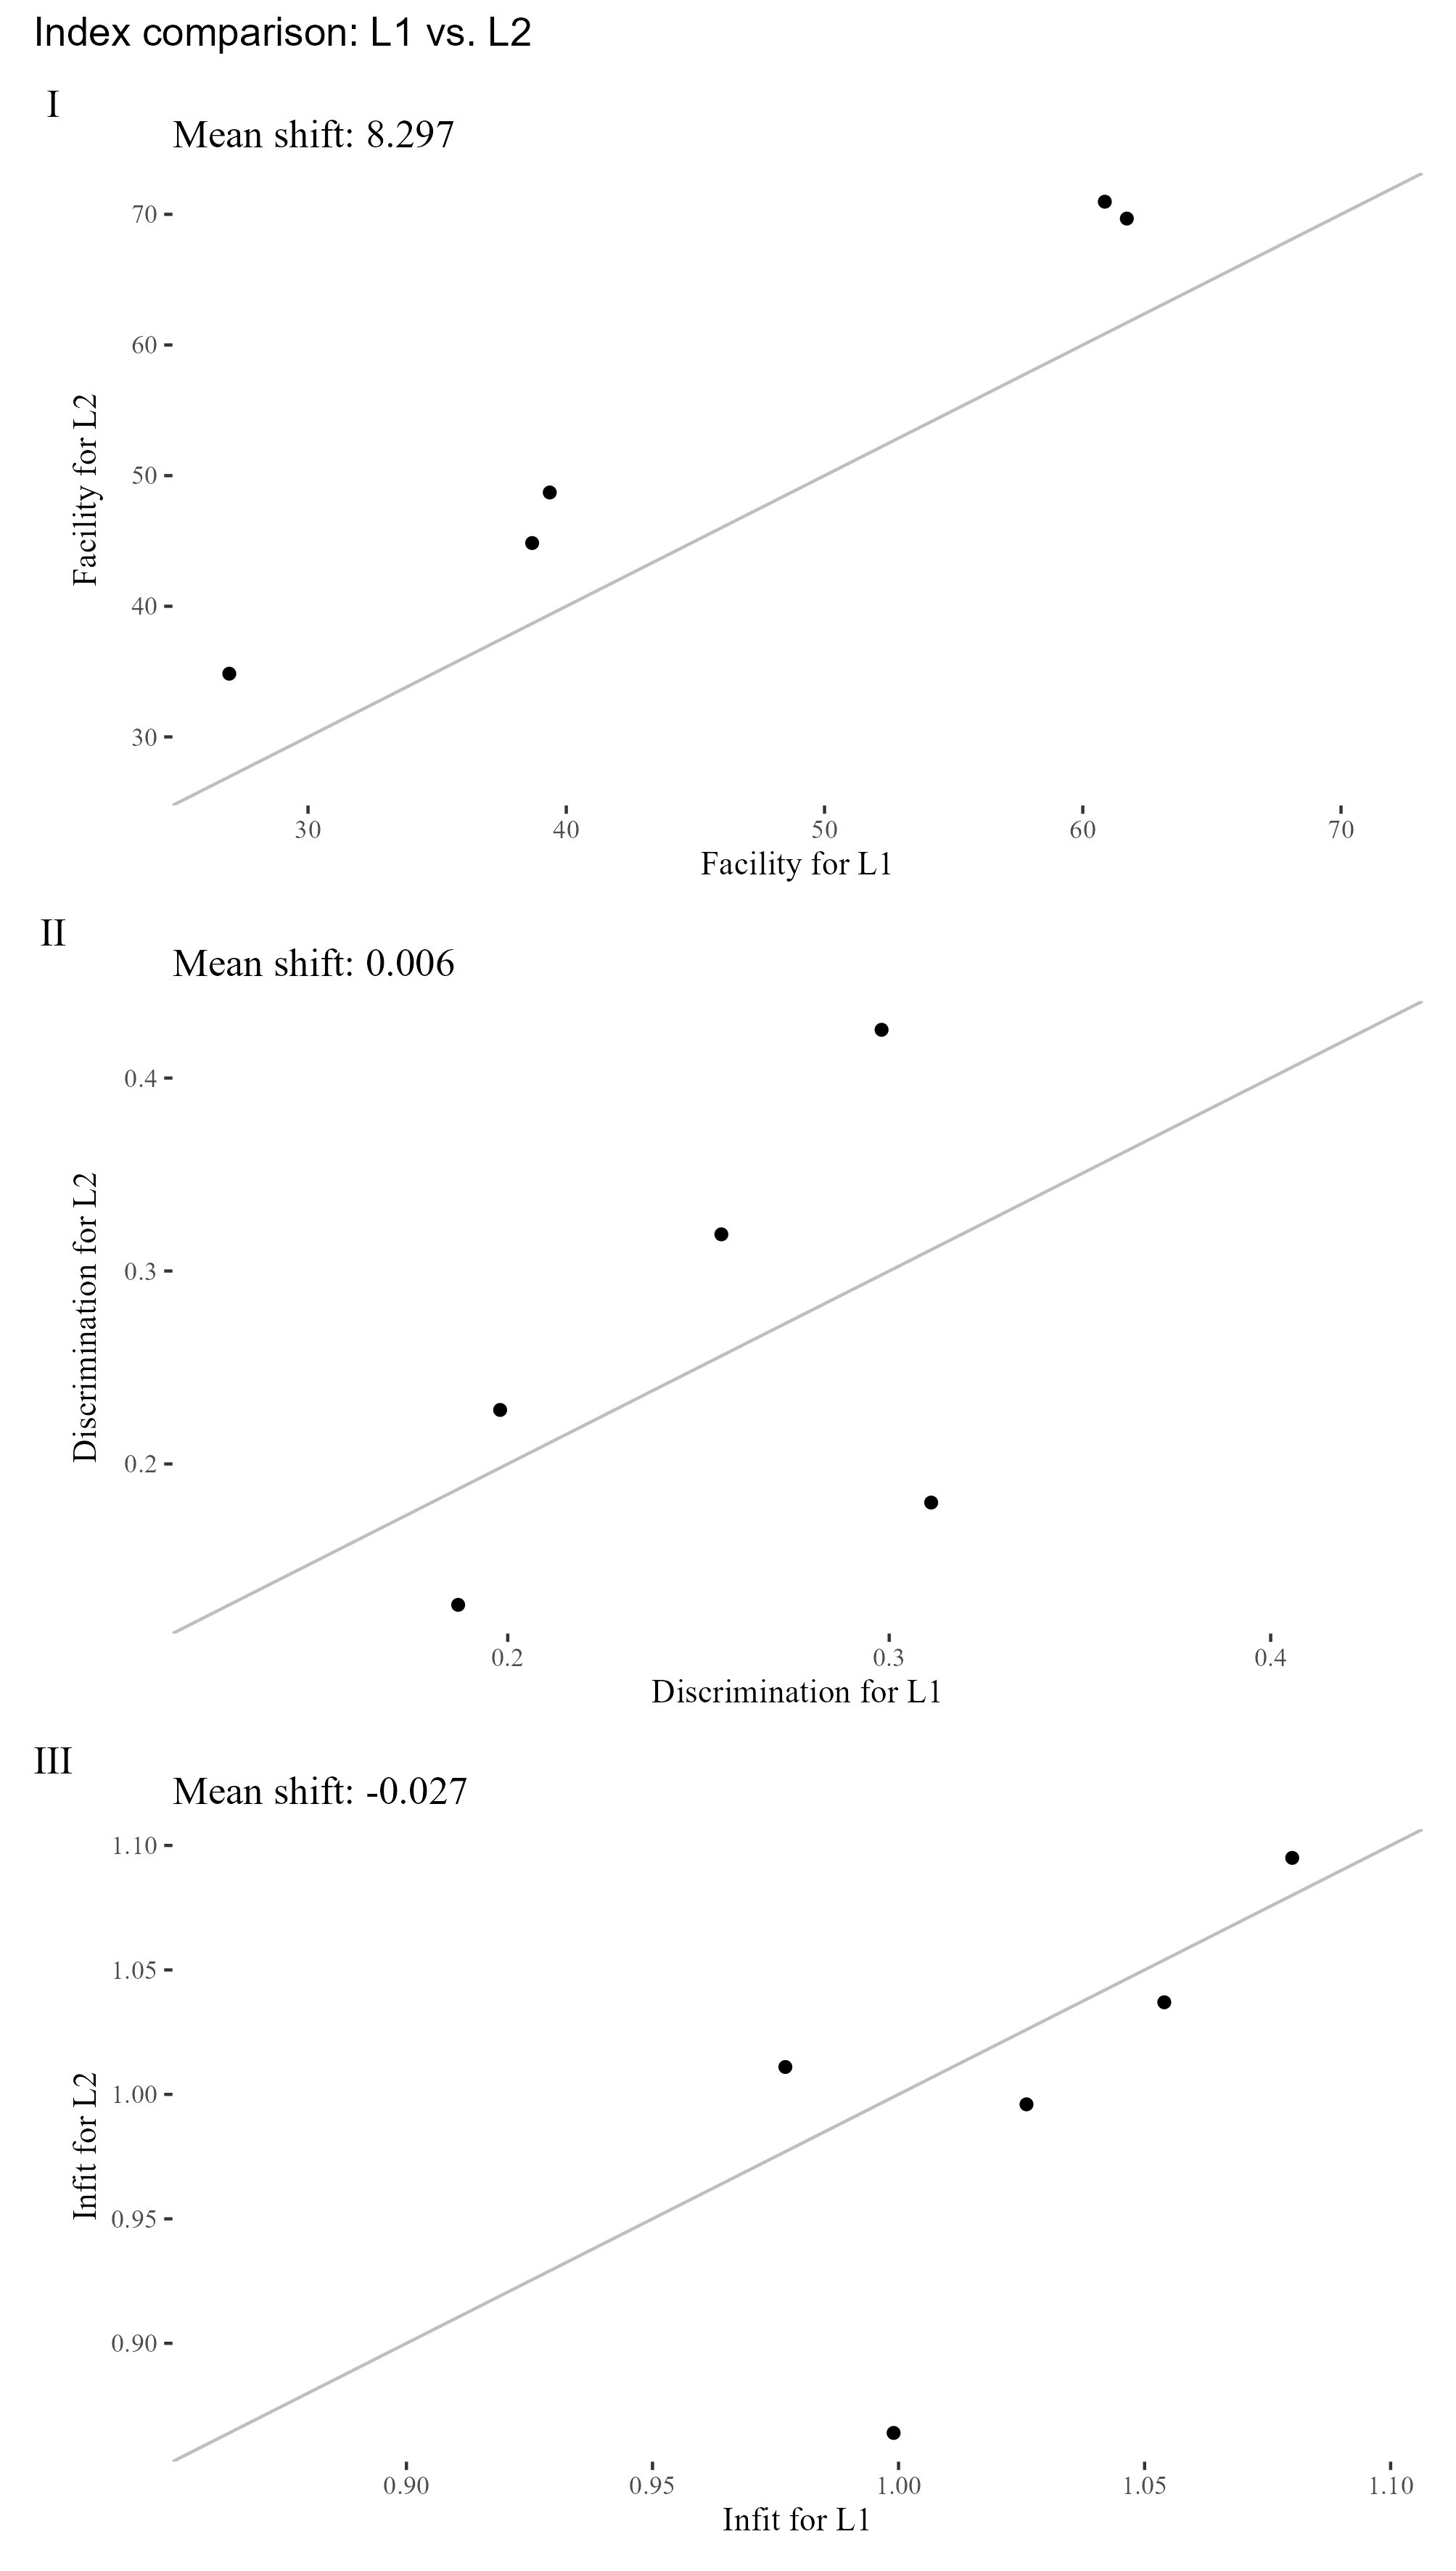 Index comparison: L1 vs. L2
I
Mean shift: 8.297
70
60
50
40
30
Facility for L2
30 40 50 60 70
Facility for L1
II
Mean shift: 0.006
0.4
0.3
0.2
Discrimination for L2
0.2 0.3 0.4
Discrimination for L1
III
Mean shift: -0.027
1.10
1.05
1.00
0.95
0.90
Infit for L2
0.90 0.95 1.00 1.05 1.10
Infit for L1